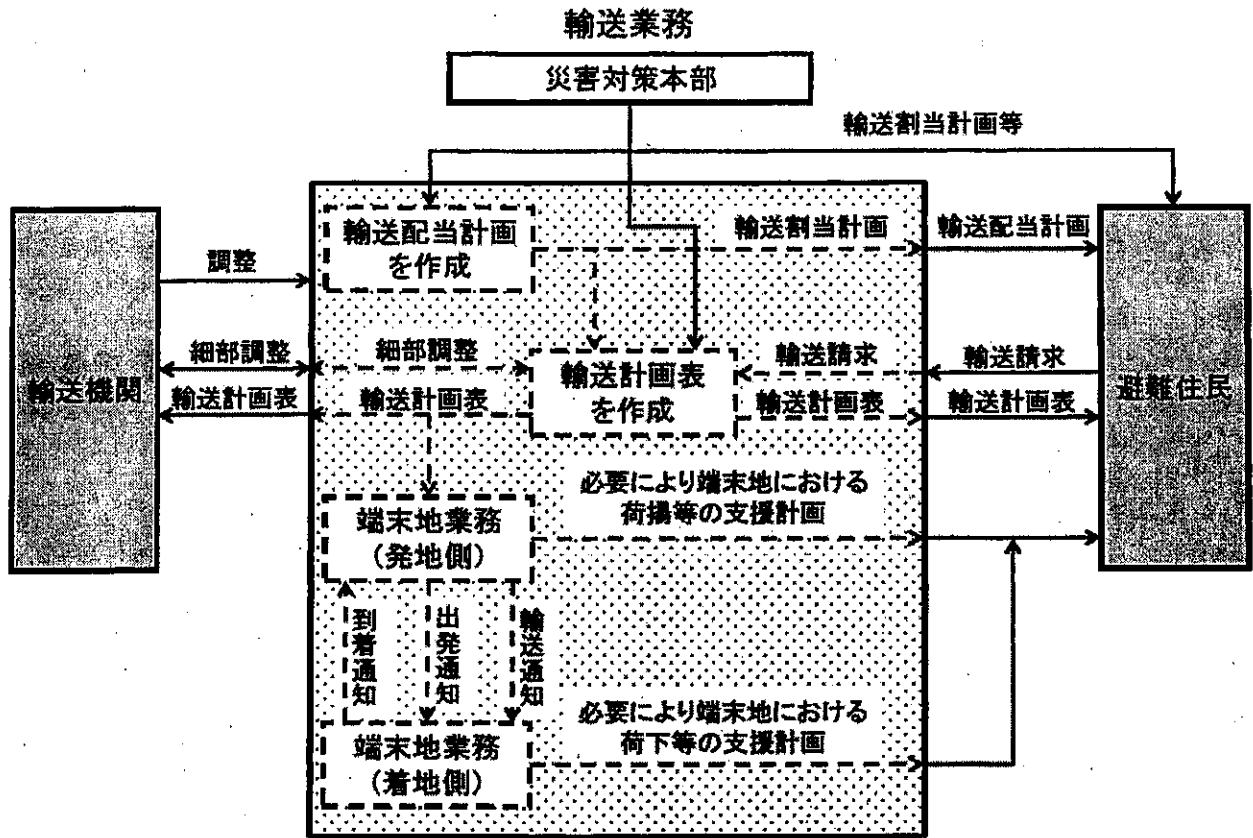 輸送業務
災害対策本部
輸送割当計画等
輸送配当計画
を作成
輸送割当計画
輸送配当計画
調整
細部調整
細部調整
輸送機関
輸送計画表
輸送計画表
輸送計画表
を作成
輸送請求
輸送請求
輸送計画表
輸送計画表
避難住民
必要により端末地における
荷揚等の支援計画
端末地業務
(発地側)
到着通知
出発通知
輸送通知
必要により端末地における
荷下等の支援計画
端末地業務
(着地側)